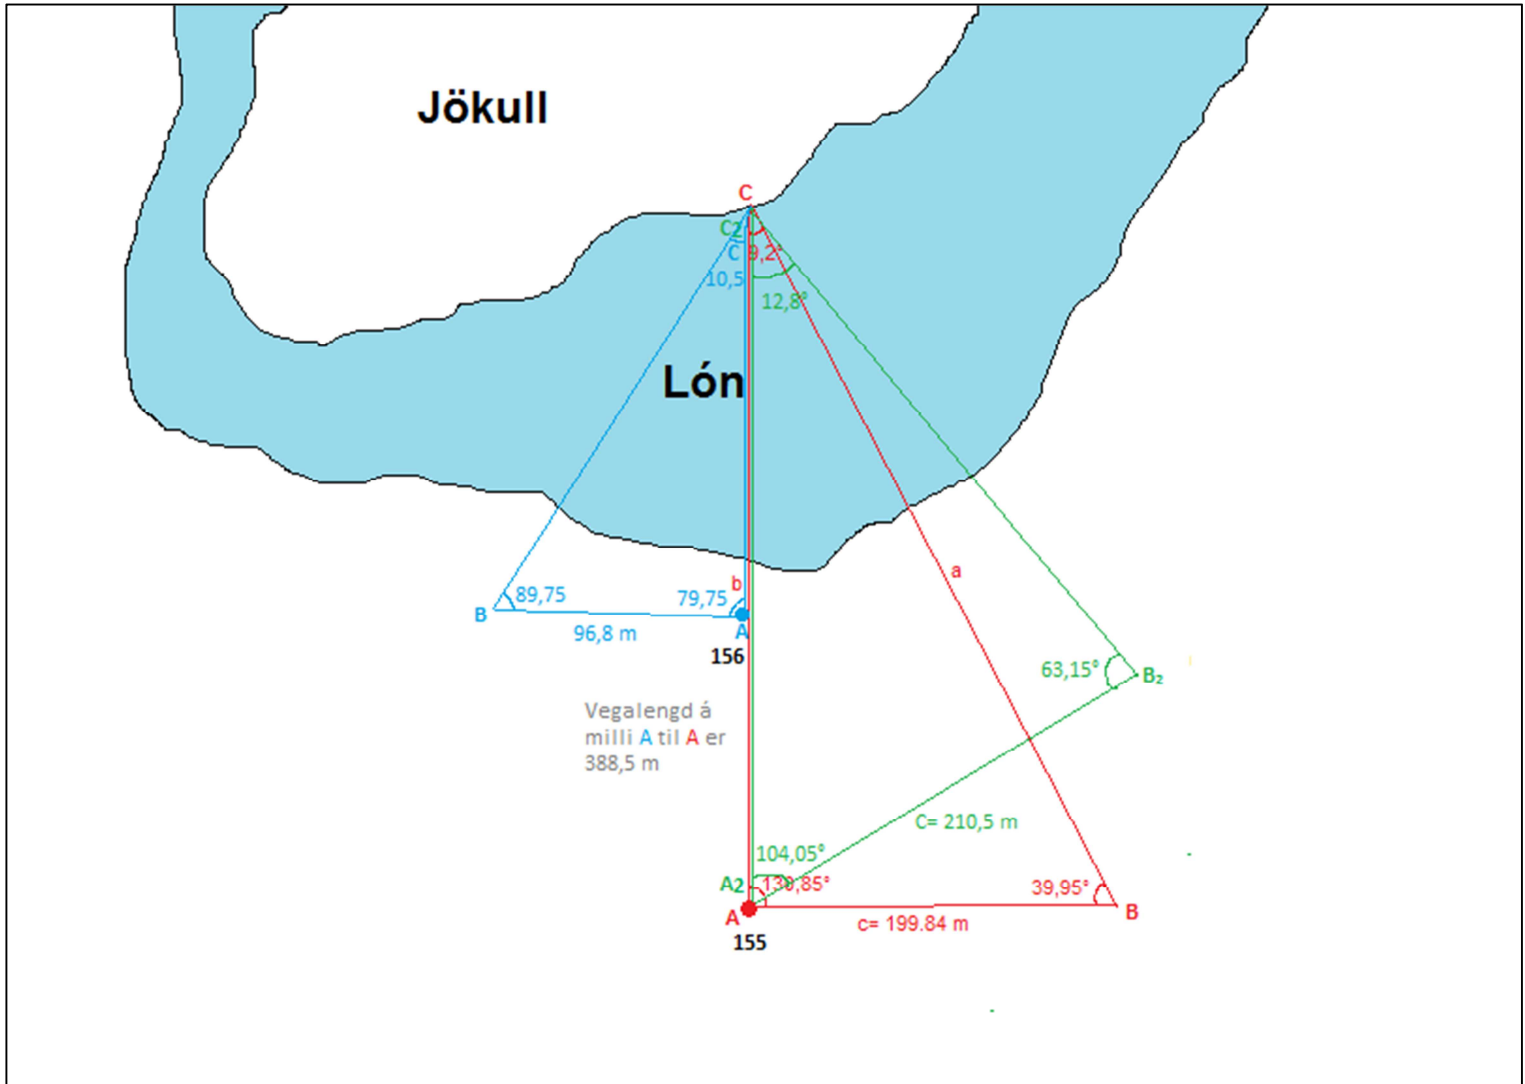 Jökull
C
C2
C 9,2°
10,5
12,8°
Lón
a
b
89,75
79,75
B
96,8 m
A
156
63,15°
B₂
Vegalengd á
milli A til A er
388,5 m
C= 210,5 m
104,05°
A2
130,85°
39,95°
A
B
c= 199.84 m
155